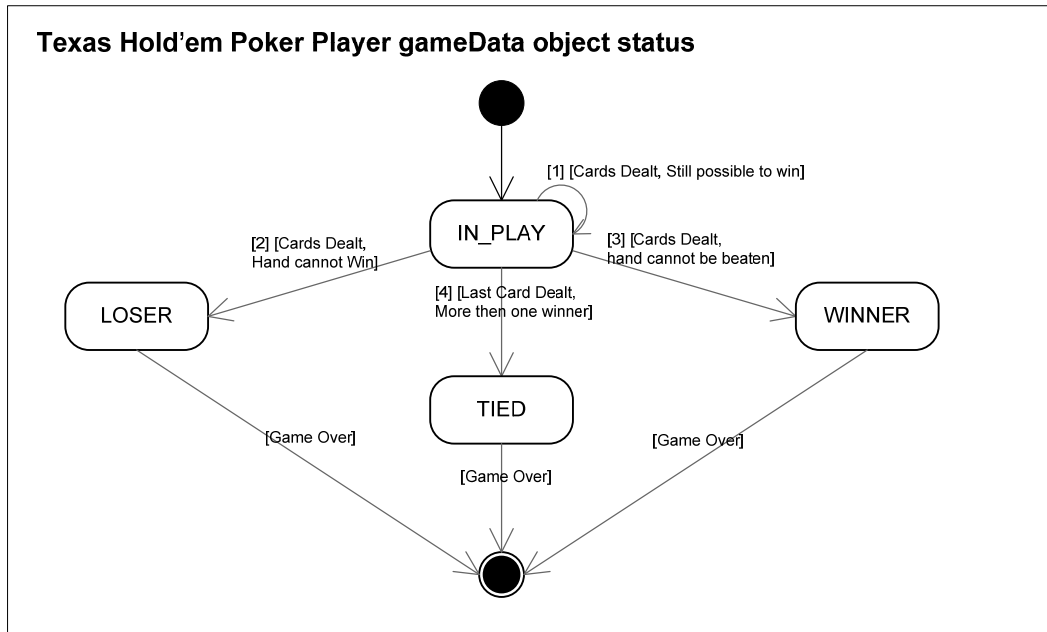 Texas Hold'em Poker Player gameData object status
[1] [Cards Dealt, Still possible to win]
IN_PLAY
[2] [Cards Dealt,
Hand cannot Win]
[3] [Cards Dealt,
hand cannot be beaten]
[4] [Last Card Dealt,
More then one winner]
LOSER
WINNER
TIED
[Game Over]
[Game Over]
[Game Over]